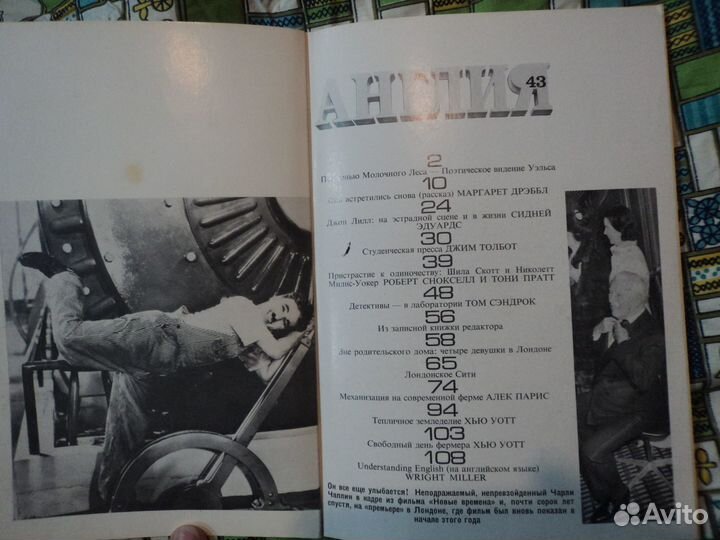 АНГЛИЯ
43
2
Молочного Леса — Поэтическое видение Уэльса
10
встретились снова (рассказ) МАРГАРЕТ ДРЭББЛ
24
Джон Лилл: на эстрадной сцене и в жизни СИДНЕЙ
ЭДУАРДС
30
Студенческая пресса ДЖИМ ТОЛБОТ
39
Пристрастие к одиночеству: Шила Скотт и Николетт
Милнс-Уокер РОБЕРТ СНОКСЕЛЛ И ТОНИ ПРАТТ
48
Детективы — в лаборатории ТОМ СЭНДРОК
56
Из записной книжки редактора
58
Вне родительского дома: четыре девушки в Лондоне
65
Лондонское Сити
74
Механизация на современной ферме АЛЕК ПАРИС
94
Тепличное земледелие ХЬЮ УОТТ
103
Свободный день фермера ХЬЮ УОТТ
108
Understanding English (на английском языке)
WRIGHT MILLER
Он все еще улыбается! Неподражаемый, непревзойденный Чарли
Чаплин в кадре из фильма «Новые времена» и, почти сорок лет
спустя, на «премьере» в Лондоне, где фильм был вновь показан в
начале этого года
Avito